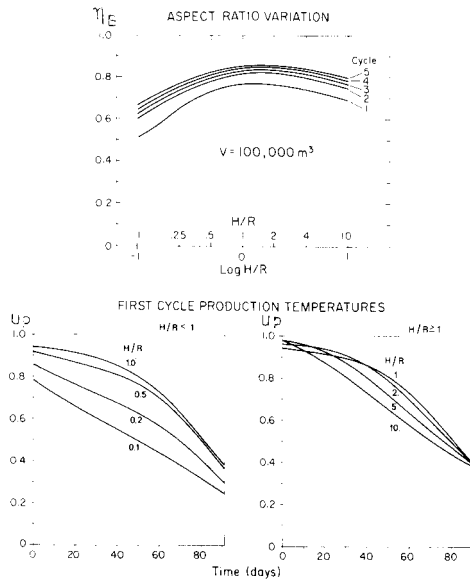 ηE ASPECT RATIO VARIATION
1.0
0.8
0.6
0.4
0.2
0
Cycle
5
4
3
2
1
V = 100,000 m³
H/R
.1 .25 .5 1 2 4 10
-1 0 1
Log H/R
FIRST CYCLE PRODUCTION TEMPERATURES
Up
H/R < 1
1.0
0.8
0.6
0.4
0.2
0
H/R
1.0
0.5
0.2
0.1
0 20 40 60 80
Up
H/R ≥ 1
1.0
0.8
0.6
0.4
0.2
0
H/R
1
2
5
10
0 20 40 60 80
Time (days)